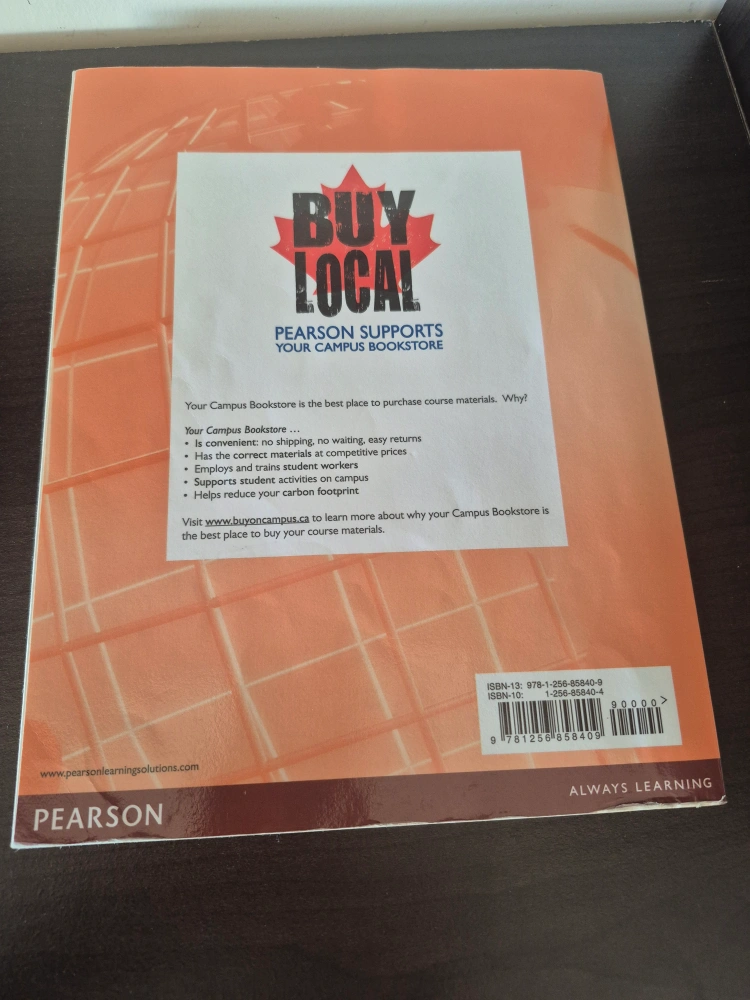 BUY
LOCAL
PEARSON SUPPORTS
YOUR CAMPUS BOOKSTORE
Your Campus Bookstore is the best place to purchase course materials. Why?
Your Campus Bookstore ...
• Is convenient: no shipping, no waiting, easy returns
• Has the correct materials at competitive prices
• Employs and trains student workers
• Supports student activities on campus
• Helps reduce your carbon footprint
Visit www.buyoncampus.ca to learn more about why your Campus Bookstore is
the best place to buy your course materials.
ISBN-13: 978-1-256-85840-9
ISBN-10: 1-256-85840-4
90000>
9 781256 858409
www.pearsonlearningsolutions.com
PEARSON
ALWAYS LEARNING